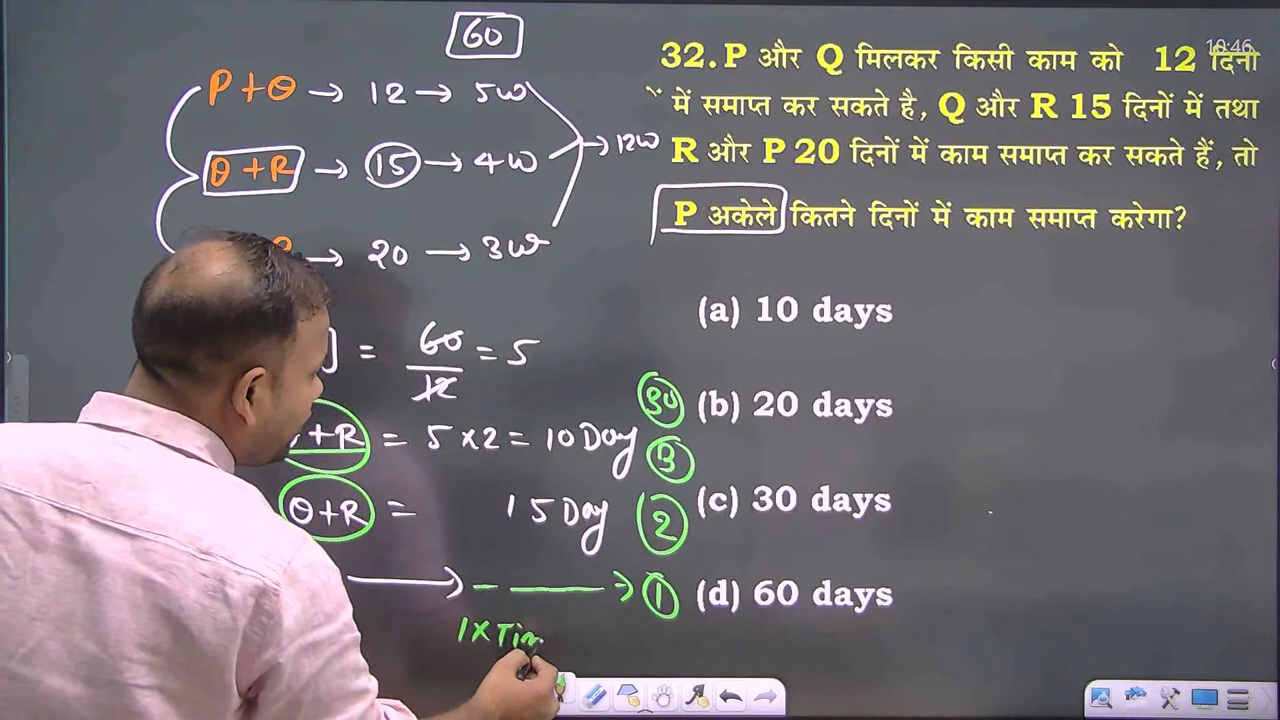 60
P+Q → 12 → 5W
Q+R → 15 → 4W → 12W
→ 20 → 3W
] = 60/12 = 5
+R = 5×2 = 10 Day
Q+R = 15 Day
30
3
2
1
1×Tim
10:46
32. P और Q मिलकर किसी काम को 12 दिनों
में समाप्त कर सकते है, Q और R 15 दिनों में तथा
R और P 20 दिनों में काम समाप्त कर सकते हैं, तो
P अकेले कितने दिनों में काम समाप्त करेगा?
(a) 10 days
(b) 20 days
(c) 30 days
(d) 60 days